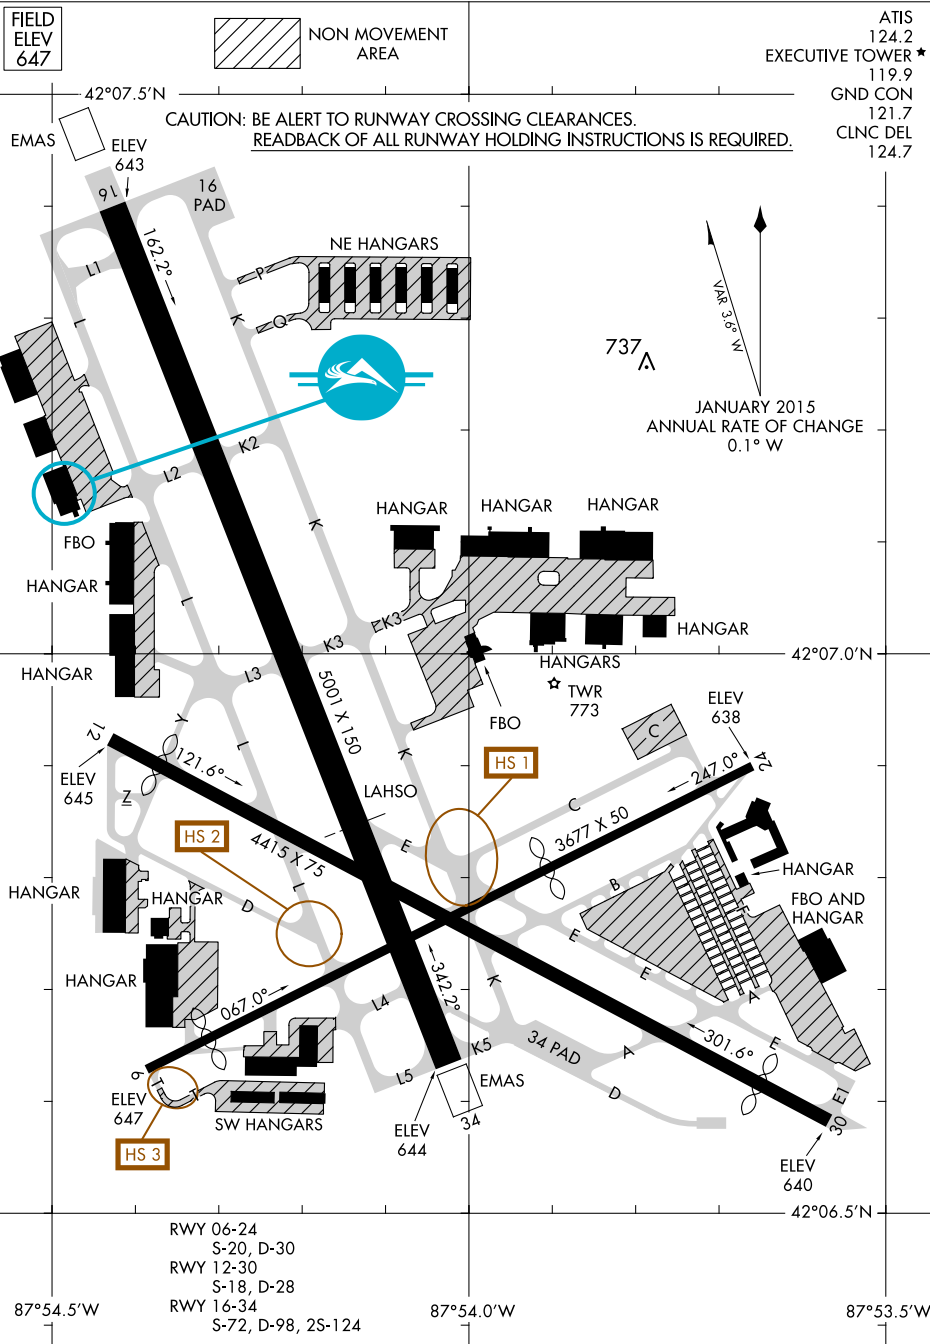 FIELD
ELEV
647
NON MOVEMENT
AREA
ATIS
124.2
EXECUTIVE TOWER
119.9
GND CON
121.7
CLNC DEL
124.7
42°07.5'N
CAUTION: BE ALERT TO RUNWAY CROSSING CLEARANCES.
READBACK OF ALL RUNWAY HOLDING INSTRUCTIONS IS REQUIRED.
EMAS
ELEV
643
16
16
PAD
162.2°
NE HANGARS
L1
P
L
K
Q
VAR 3.6° W
737
JANUARY 2015
ANNUAL RATE OF CHANGE
0.1° W
K2
L2
K
HANGAR
HANGAR
HANGAR
FBO
HANGAR
L
K3
K3
HANGAR
L3
HANGAR
HANGARS
42°07.0'N
5001 X 150
TWR
773
FBO
ELEV
638
Y
L
K
C
12
121.6°
HS 1
247.0°
24
ELEV
645
Z
LAHSO
C
3677 X 50
HS 2
4415 X 75
E
HANGAR
HANGAR
HANGAR
B
FBO AND
HANGAR
L
D
E
E
E
HANGAR
067.0°
342.2°
K
A
L4
301.6°
E
34 PAD
K5
A
D
6
T
T
L5
EMAS
E1
ELEV
647
SW HANGARS
34
30
HS 3
ELEV
644
ELEV
640
42°06.5'N
RWY 06-24
S-20, D-30
RWY 12-30
S-18, D-28
RWY 16-34
S-72, D-98, 2S-124
87°54.5'W
87°54.0'W
87°53.5'W